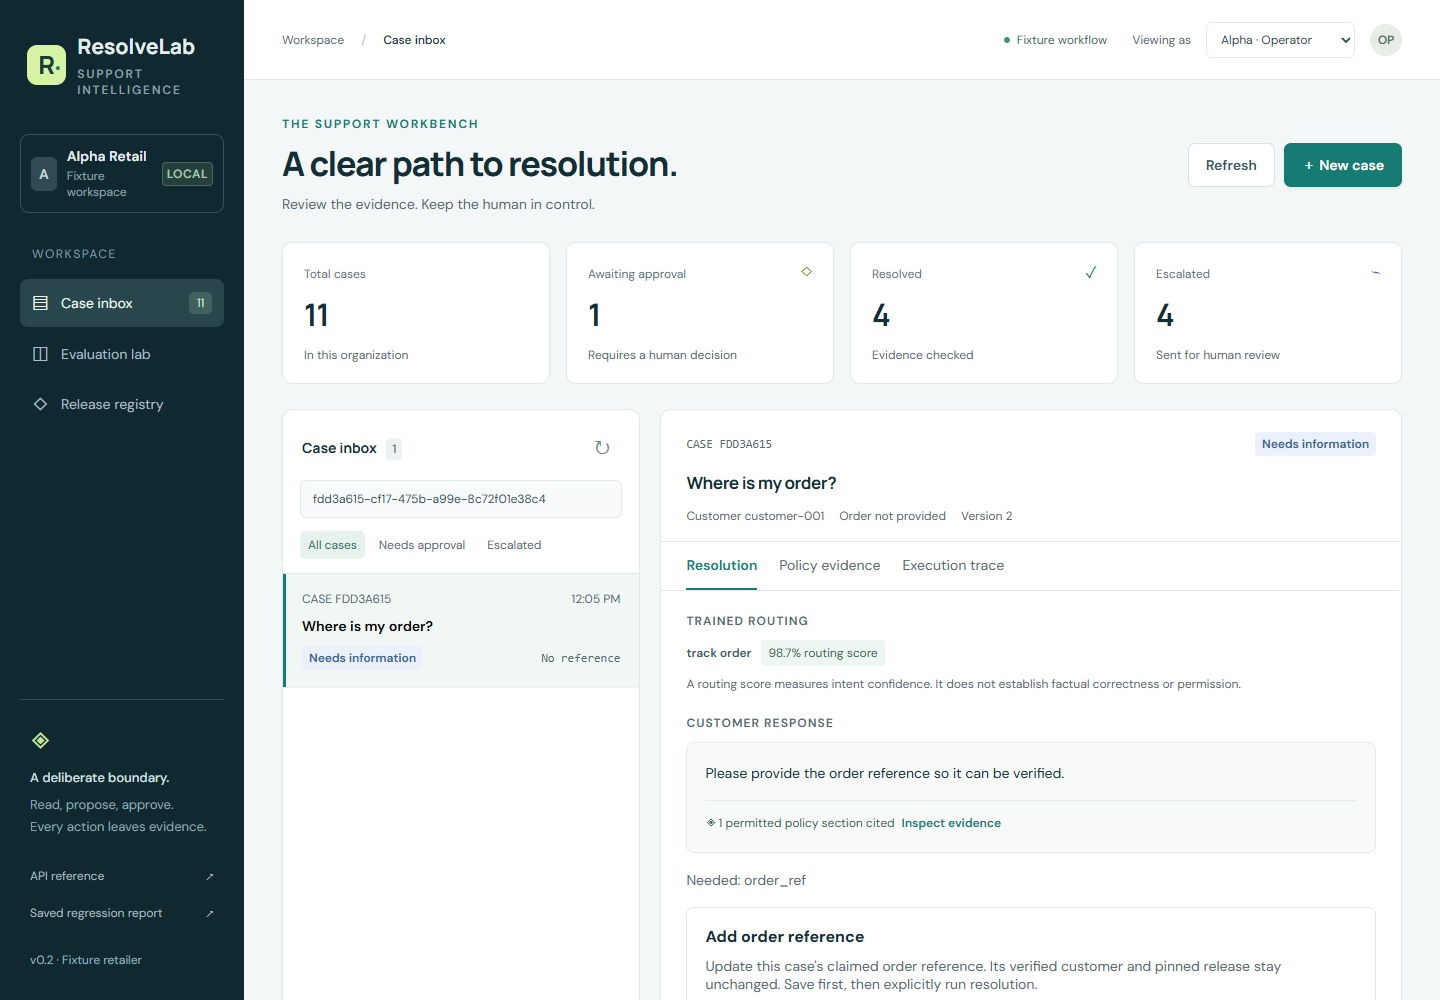 R.
ResolveLab
SUPPORT
INTELLIGENCE
A
Alpha Retail
Fixture
workspace
LOCAL
WORKSPACE
Case inbox
11
Evaluation lab
Release registry
A deliberate boundary.
Read, propose, approve.
Every action leaves evidence.
API reference ↗
Saved regression report ↗
v0.2 · Fixture retailer
Workspace / Case inbox
Fixture workflow
Viewing as
Alpha · Operator
OP
THE SUPPORT WORKBENCH
A clear path to resolution.
Review the evidence. Keep the human in control.
Refresh
+ New case
Total cases
11
In this organization
Awaiting approval
1
Requires a human decision
Resolved
4
Evidence checked
Escalated
4
Sent for human review
Case inbox 1
fdd3a615-cf17-475b-a99e-8c72f01e38c4
All cases
Needs approval
Escalated
CASE FDD3A615 12:05 PM
Where is my order?
Needs information No reference
CASE FDD3A615
Needs information
Where is my order?
Customer customer-001 Order not provided Version 2
Resolution
Policy evidence
Execution trace
TRAINED ROUTING
track order 98.7% routing score
A routing score measures intent confidence. It does not establish factual correctness or permission.
CUSTOMER RESPONSE
Please provide the order reference so it can be verified.
1 permitted policy section cited Inspect evidence
Needed: order_ref
Add order reference
Update this case's claimed order reference. Its verified customer and pinned release stay
unchanged. Save first, then explicitly run resolution.